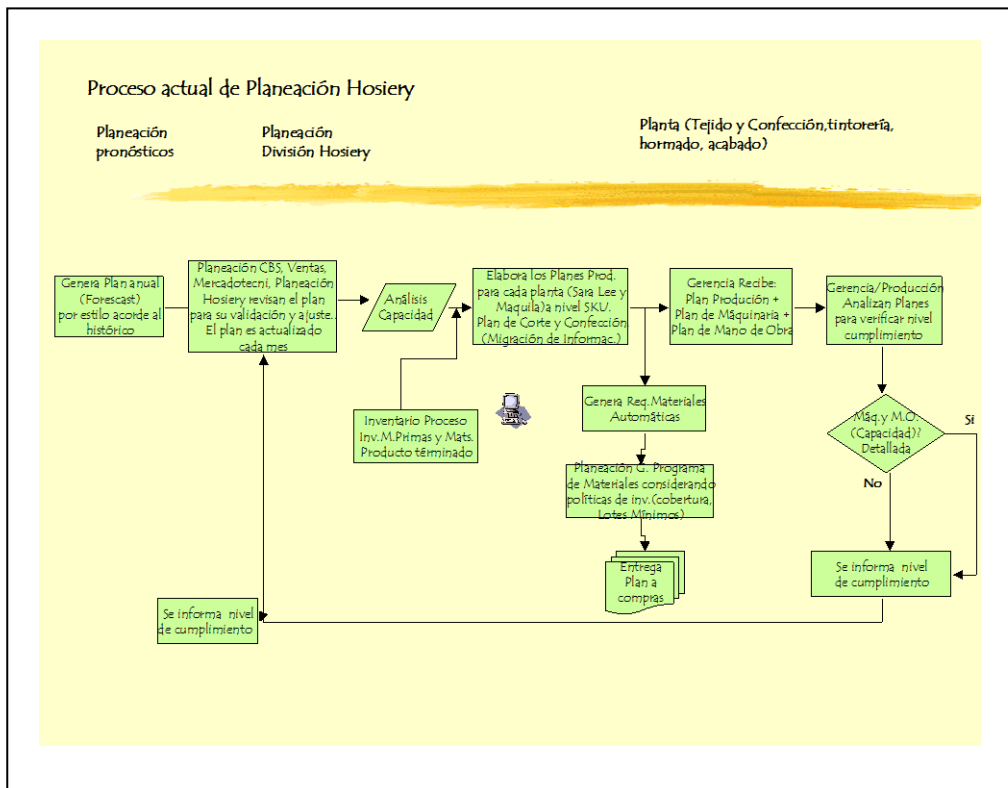 Proceso actual de Planeación Hosiery
Planeación
pronósticos
Planeación
División Hosiery
Planta (Tejido y Confección,tintorería,
hormado, acabado)
Genera Plan anual
(Forescast)
por estilo acorde al
histórico
Planeación CBS, Ventas,
Mercadotecni, Planeación
Hosiery revisan el plan
para su validación y ajuste..
El plan es actualizado
cada mes
Análisis
Capacidad
Elabora los Planes Prod.
para cada planta (Sara Lee y
Maquila)a nivel SKU.
Plan de Corte y Confección
(Migración de Informac.)
Gerencia Recibe:
Plan Produción +
Plan de Máquinaria +
Plan de Mano de Obra
Gerencia/Producción
Analizan Planes
para verificar nivel
cumplimiento
Inventario Proceso
Inv.M.Primas y Mats.
Producto términado
Genera Req.Materiales
Automáticas
Máq.y M.O.
(Capacidad)?
Detallada
Si
No
Planeación G. Programa
de Materiales considerando
políticas de inv.(cobertura,
Lotes Mínimos)
Entrega
Plan a
compras
Se informa nivel
de cumplimiento
Se informa nivel
de cumplimiento